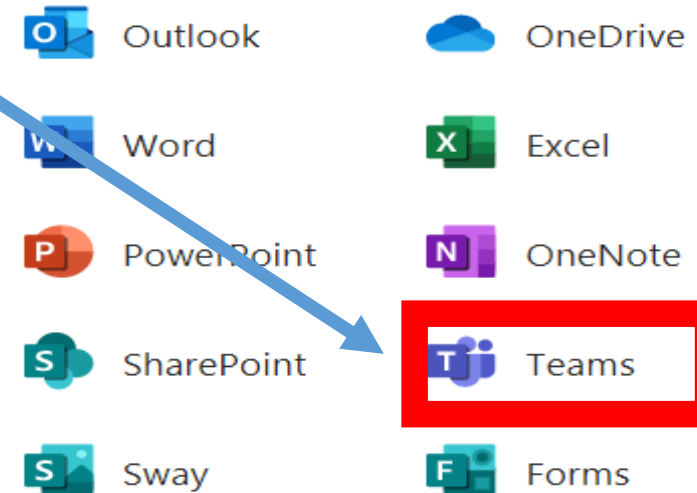 O Outlook OneDrive
W Word X Excel
P PowerPoint N OneNote
S SharePoint T Teams
S Sway F Forms